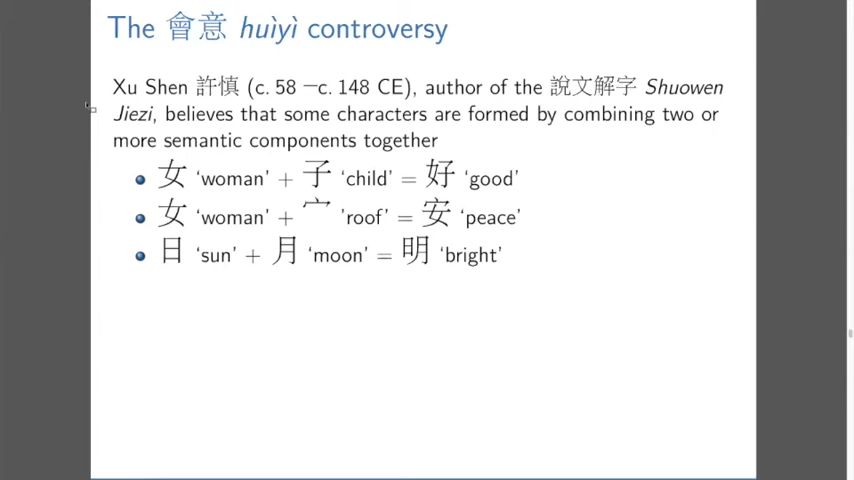 The 會意 huìyì controversy
Xu Shen 許慎 (c. 58 –c. 148 CE), author of the 說文解字 Shuowen
Jiezi, believes that some characters are formed by combining two or
more semantic components together
女 ‘woman’ + 子 ‘child’ = 好 ‘good’
女 ‘woman’ + 宀 ‘roof’ = 安 ‘peace’
日 ‘sun’ + 月 ‘moon’ = 明 ‘bright’